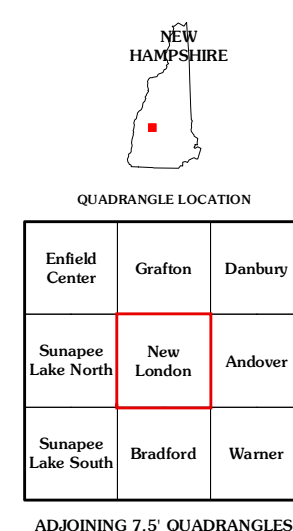 NEW
HAMPSHIRE
QUADRANGLE LOCATION
Enfield
Center
Grafton
Danbury
Sunapee
Lake North
New
London
Andover
Sunapee
Lake South
Bradford
Warner
ADJOINING 7.5' QUADRANGLES